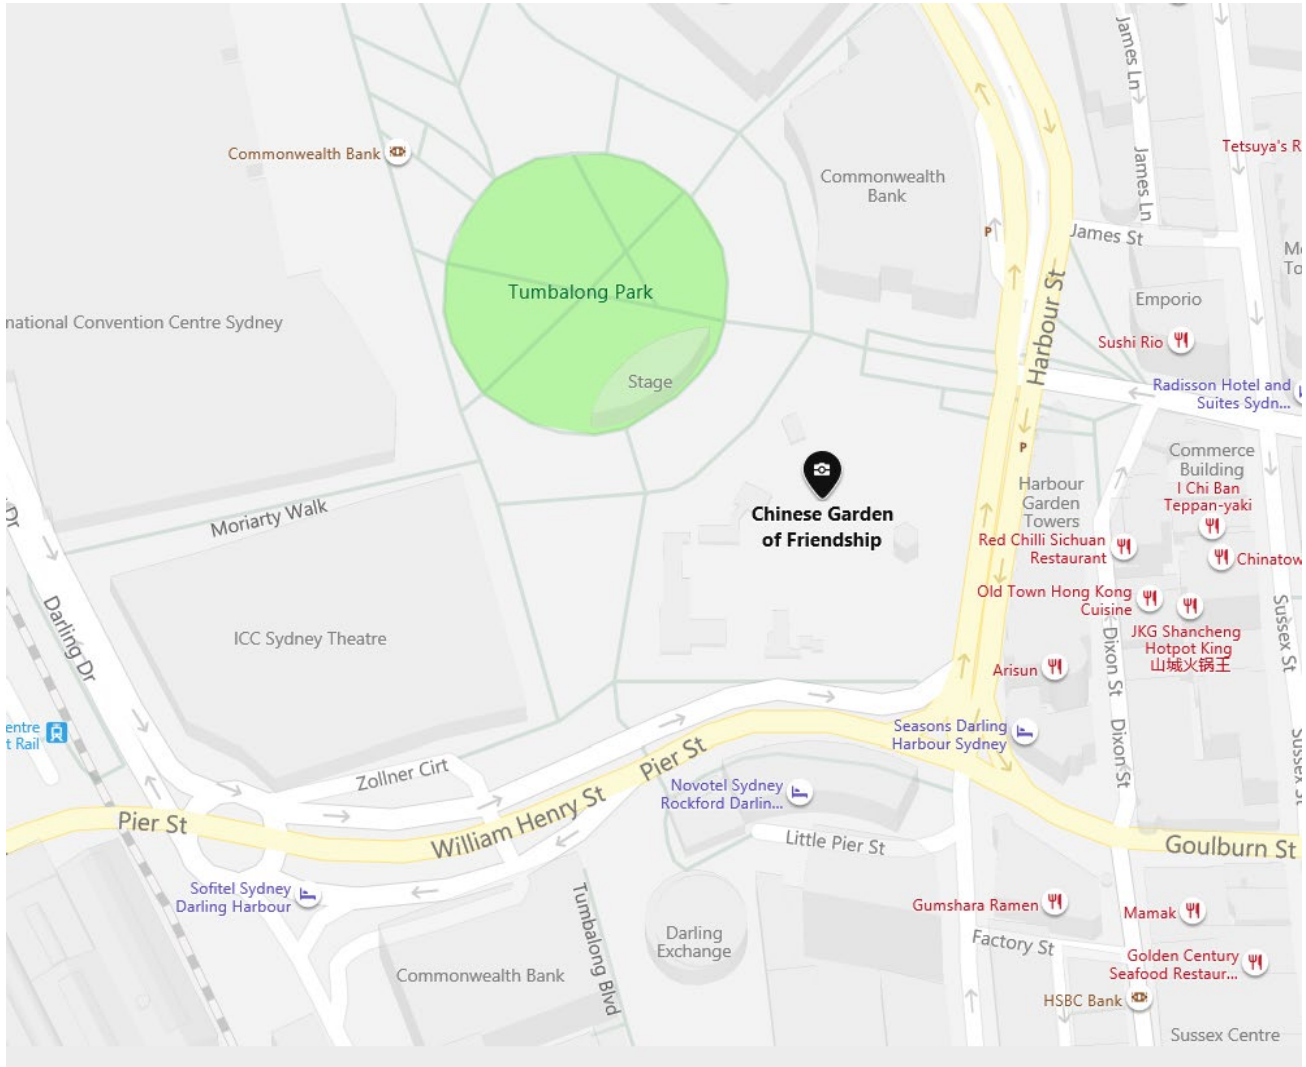 James Ln
Tetsuya's R
Commonwealth Bank
Commonwealth
Bank
James Ln
James St
Tumbalong Park
Emporio
national Convention Centre Sydney
Harbour St
Sushi Rio
Stage
Radisson Hotel and
Suites Sydn...
P
P
Commerce
Building
Harbour
Garden
Towers
I Chi Ban
Teppan-yaki
Moriarty Walk
Chinese Garden
of Friendship
Dr
Red Chilli Sichuan
Restaurant
Chinatow
Old Town Hong Kong
Cuisine
Sussex St
Darling Dr
ICC Sydney Theatre
JKG Shancheng
Hotpot King
山城火锅王
Dixon St
Arisun
entre
t Rail
Seasons Darling
Harbour Sydney
Dixon St
Sussex St
Pier St
Zollner Cirt
Novotel Sydney
Rockford Darlin...
Pier St
William Henry St
Little Pier St
Goulburn St
Sofitel Sydney
Darling Harbour
Gumshara Ramen
Mamak
Tumbalong Blvd
Darling
Exchange
Factory St
Golden Century
Seafood Restaur...
Commonwealth Bank
HSBC Bank
Sussex Centre